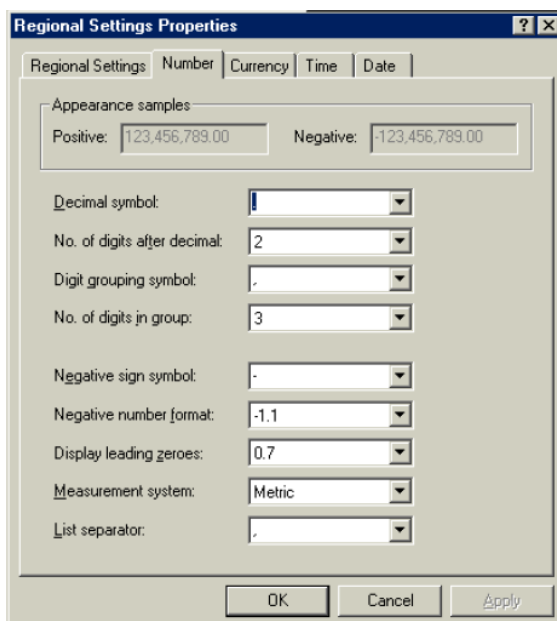 Regional Settings Properties
Regional Settings Number Currency Time Date
Appearance samples
Positive: 123,456,789.00 Negative: -123,456,789.00
Decimal symbol: .
No. of digits after decimal: 2
Digit grouping symbol: ,
No. of digits in group: 3
Negative sign symbol: -
Negative number format: -1.1
Display leading zeroes: 0.7
Measurement system: Metric
List separator: ,
OK Cancel Apply